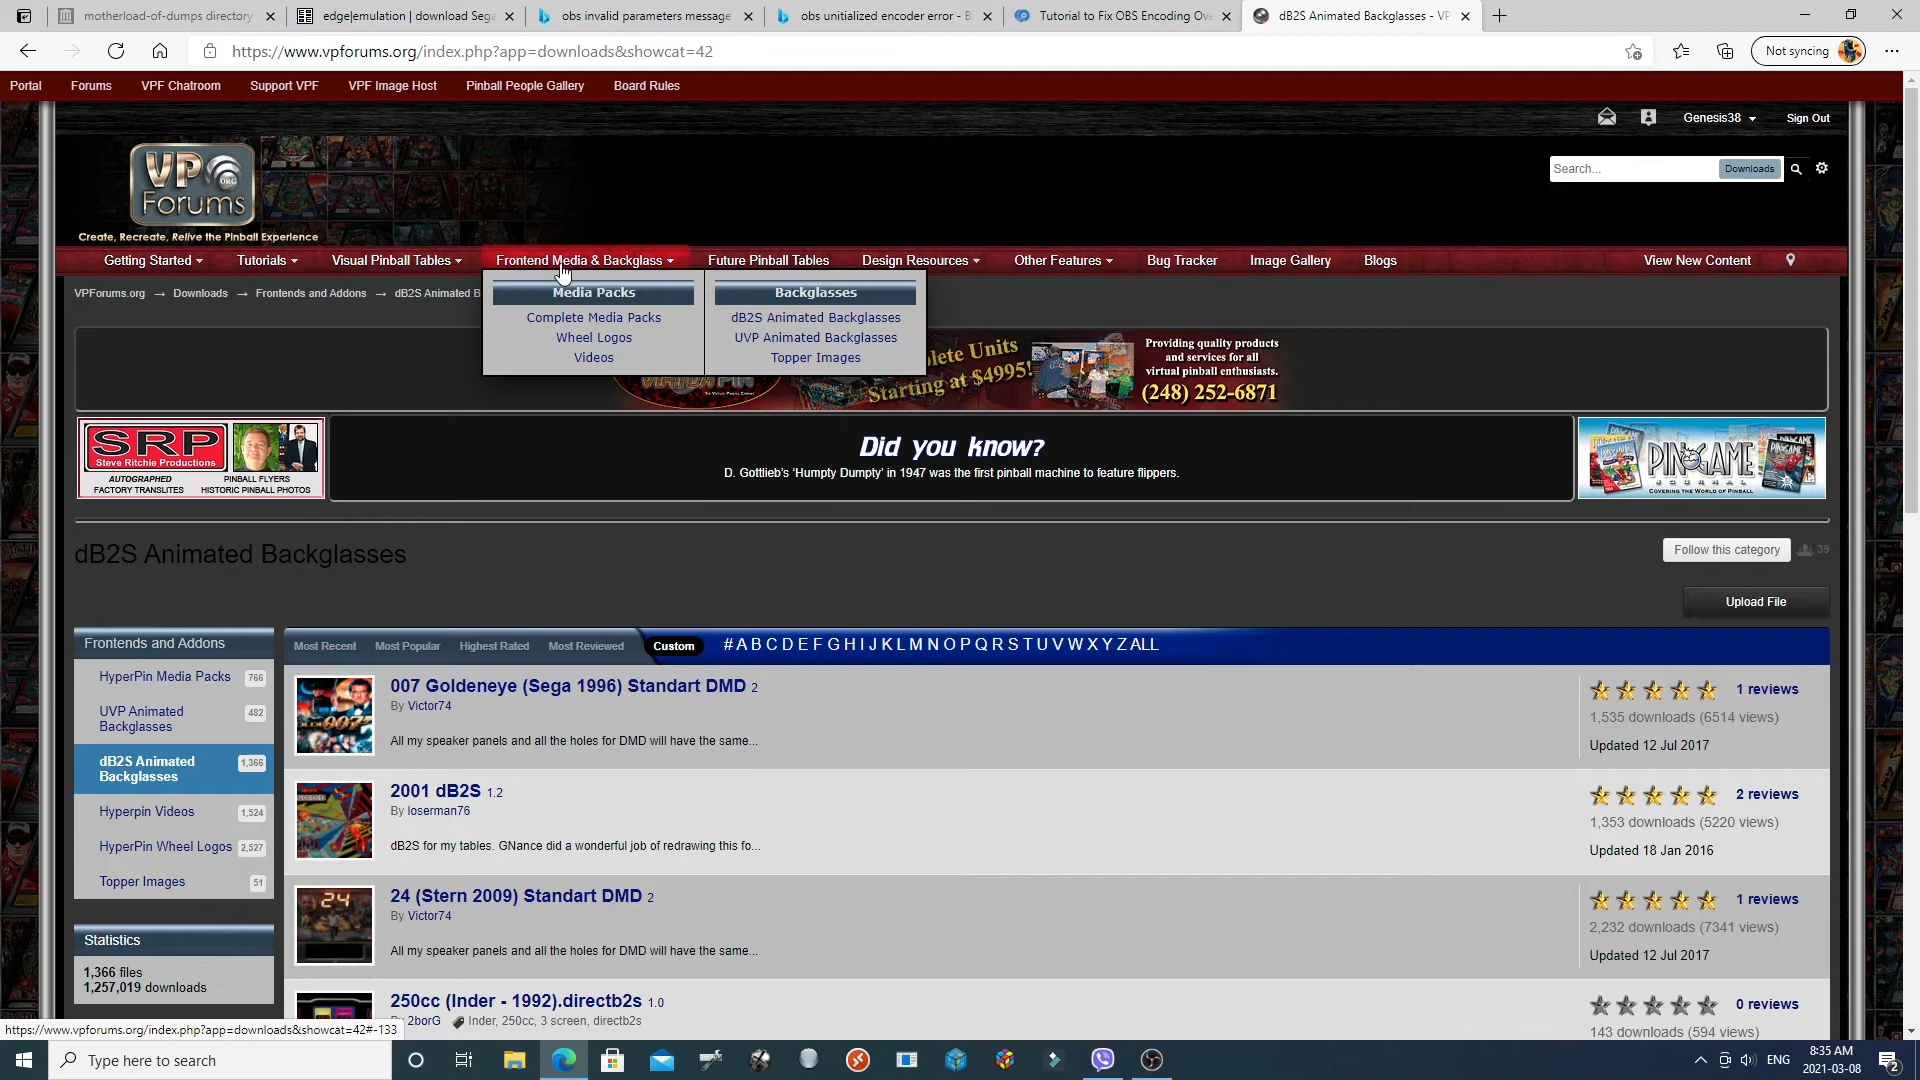 motherload-of-dumps directory
edge|emulation | download Sega
obs invalid parameters message
obs unitialized encoder error - B
Tutorial to Fix OBS Encoding Ove
dB2S Animated Backglasses - VP
https://www.vpforums.org/index.php?app=downloads&showcat=42
Not syncing
Portal Forums VPF Chatroom Support VPF VPF Image Host Pinball People Gallery Board Rules
Genesis38 Sign Out
VP ORG
Forums
Create, Recreate, Relive the Pinball Experience
Search... Downloads
Getting Started Tutorials Visual Pinball Tables Frontend Media & Backglass Future Pinball Tables Design Resources Other Features Bug Tracker Image Gallery Blogs View New Content
VPForums.org → Downloads → Frontends and Addons → dB2S Animated B
Media Packs
Complete Media Packs
Wheel Logos
Videos
Backglasses
dB2S Animated Backglasses
UVP Animated Backglasses
Topper Images
plete Units
Starting at $4995!
Providing quality products
and services for all
virtual pinball enthusiasts.
(248) 252-6871
SRP
Steve Ritchie Productions
AUTOGRAPHED
FACTORY TRANSLITES
PINBALL FLYERS
HISTORIC PINBALL PHOTOS
Did you know?
D. Gottlieb's 'Humpty Dumpty' in 1947 was the first pinball machine to feature flippers.
PINGAME
JOURNAL
COVERING THE WORLD OF PINBALL
dB2S Animated Backglasses
Follow this category 39
Upload File
Frontends and Addons
HyperPin Media Packs 766
UVP Animated
Backglasses 482
dB2S Animated
Backglasses 1,366
Hyperpin Videos 1,524
HyperPin Wheel Logos 2,527
Topper Images 51
Statistics
1,366 files
1,257,019 downloads
Most Recent Most Popular Highest Rated Most Reviewed Custom # A B C D E F G H I J K L M N O P Q R S T U V W X Y Z ALL
007 Goldeneye (Sega 1996) Standart DMD 2
By Victor74
All my speaker panels and all the holes for DMD will have the same...
1 reviews
1,535 downloads (6514 views)
Updated 12 Jul 2017
2001 dB2S 1.2
By loserman76
dB2S for my tables. GNance did a wonderful job of redrawing this fo...
2 reviews
1,353 downloads (5220 views)
Updated 18 Jan 2016
24 (Stern 2009) Standart DMD 2
By Victor74
All my speaker panels and all the holes for DMD will have the same...
1 reviews
2,232 downloads (7341 views)
Updated 12 Jul 2017
250cc (Inder - 1992).directb2s 1.0
2borG Inder, 250cc, 3 screen, directb2s
0 reviews
143 downloads (594 views)
https://www.vpforums.org/index.php?app=downloads&showcat=42#-133
Type here to search
ENG
8:35 AM
2021-03-08
2